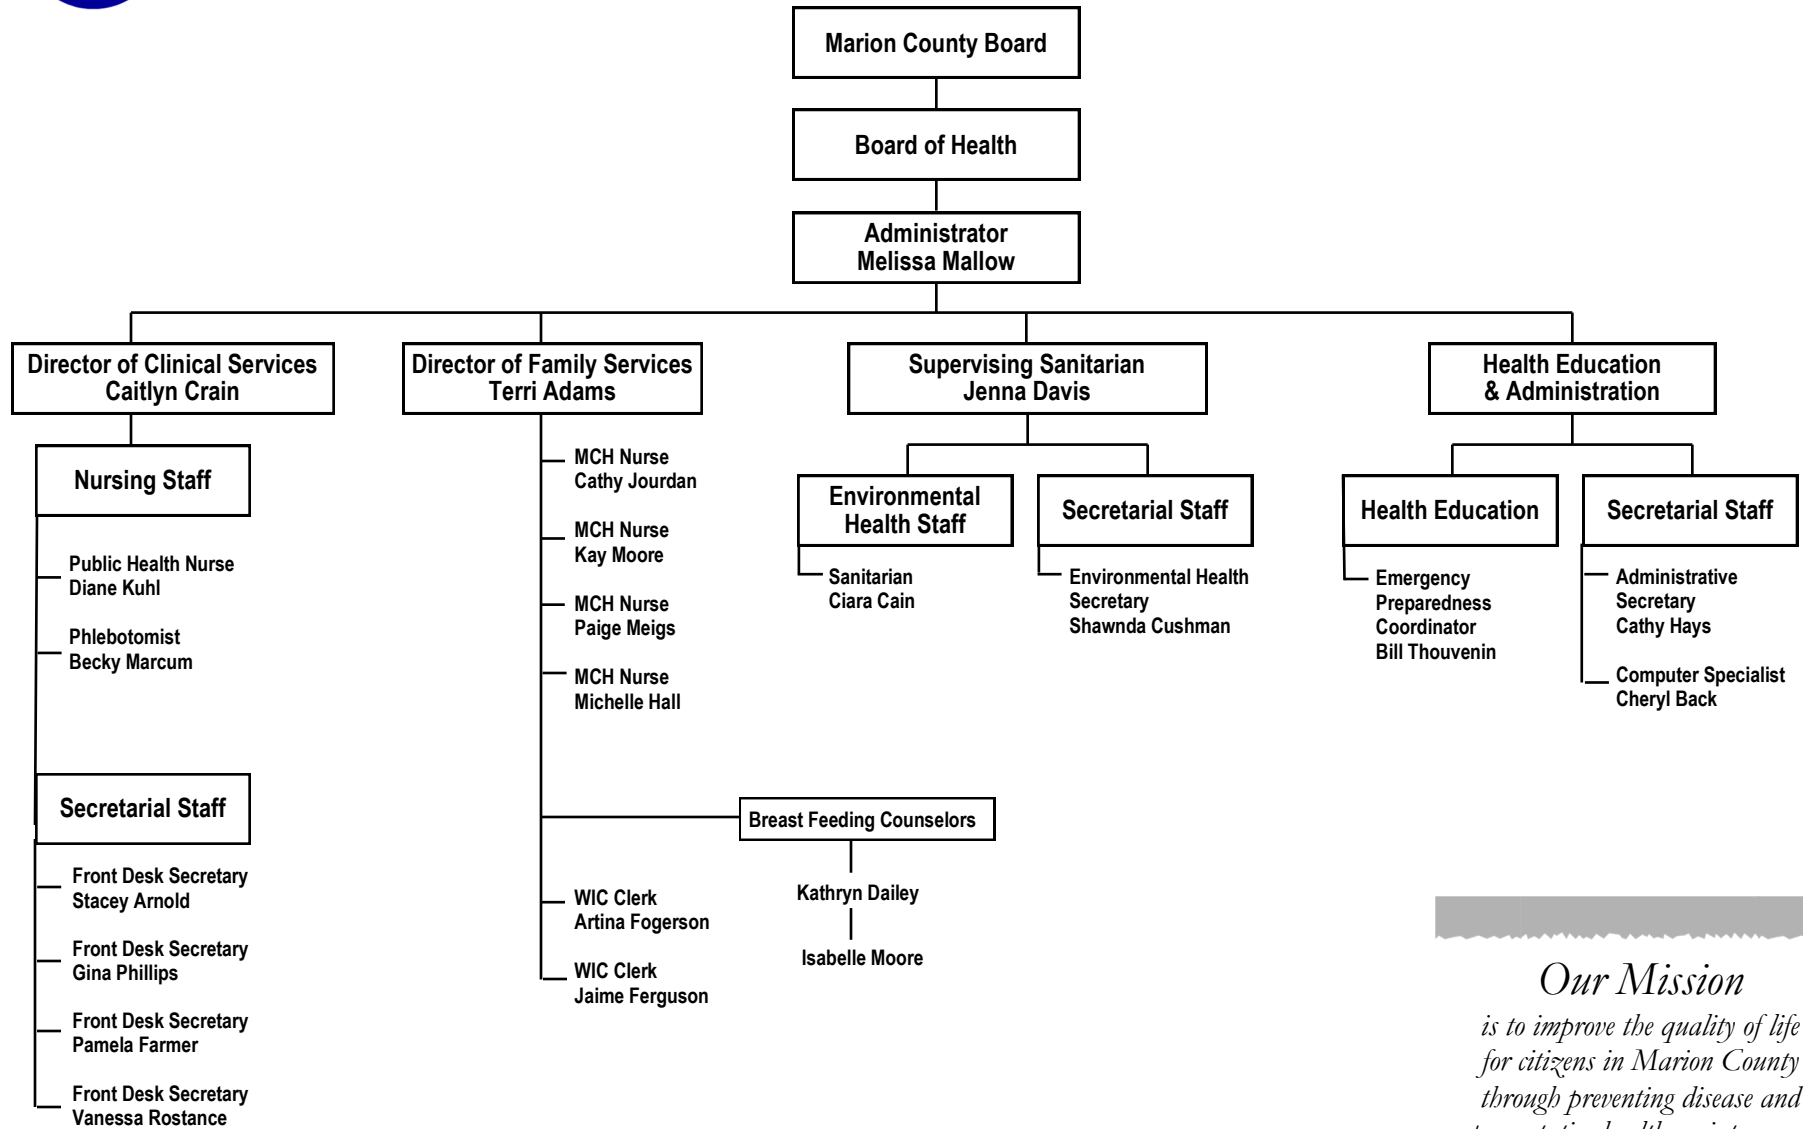 Marion County Board
Board of Health
Administrator
Melissa Mallow
Director of Clinical Services
Caitlyn Crain
Nursing Staff
Public Health Nurse
Diane Kuhl
Phlebotomist
Becky Marcum
Secretarial Staff
Front Desk Secretary
Stacey Arnold
Front Desk Secretary
Gina Phillips
Front Desk Secretary
Pamela Farmer
Front Desk Secretary
Vanessa Rostance
Director of Family Services
Terri Adams
MCH Nurse
Cathy Jourdan
MCH Nurse
Kay Moore
MCH Nurse
Paige Meigs
MCH Nurse
Michelle Hall
Breast Feeding Counselors
Kathryn Dailey
Isabelle Moore
WIC Clerk
Artina Fogerson
WIC Clerk
Jaime Ferguson
Supervising Sanitarian
Jenna Davis
Environmental
Health Staff
Sanitarian
Ciara Cain
Secretarial Staff
Environmental Health
Secretary
Shawnda Cushman
Health Education
& Administration
Health Education
Emergency
Preparedness
Coordinator
Bill Thouvenin
Secretarial Staff
Administrative
Secretary
Cathy Hays
Computer Specialist
Cheryl Back
Our Mission
is to improve the quality of life
for citizens in Marion County
through preventing disease and